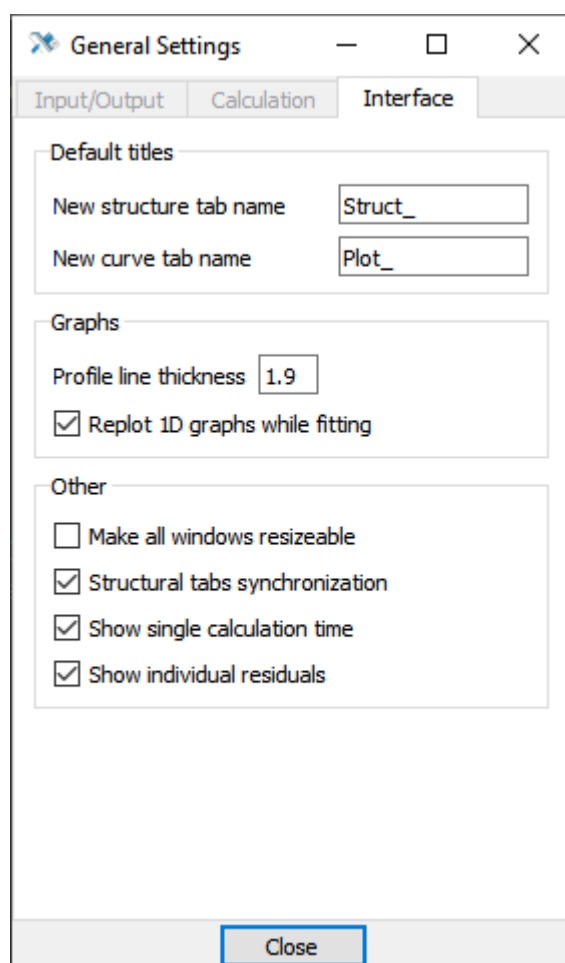 General Settings
Input/Output Calculation Interface
Default titles
New structure tab name Struct_
New curve tab name Plot_
Graphs
Profile line thickness 1.9
Replot 1D graphs while fitting
Other
Make all windows resizeable
Structural tabs synchronization
Show single calculation time
Show individual residuals
Close